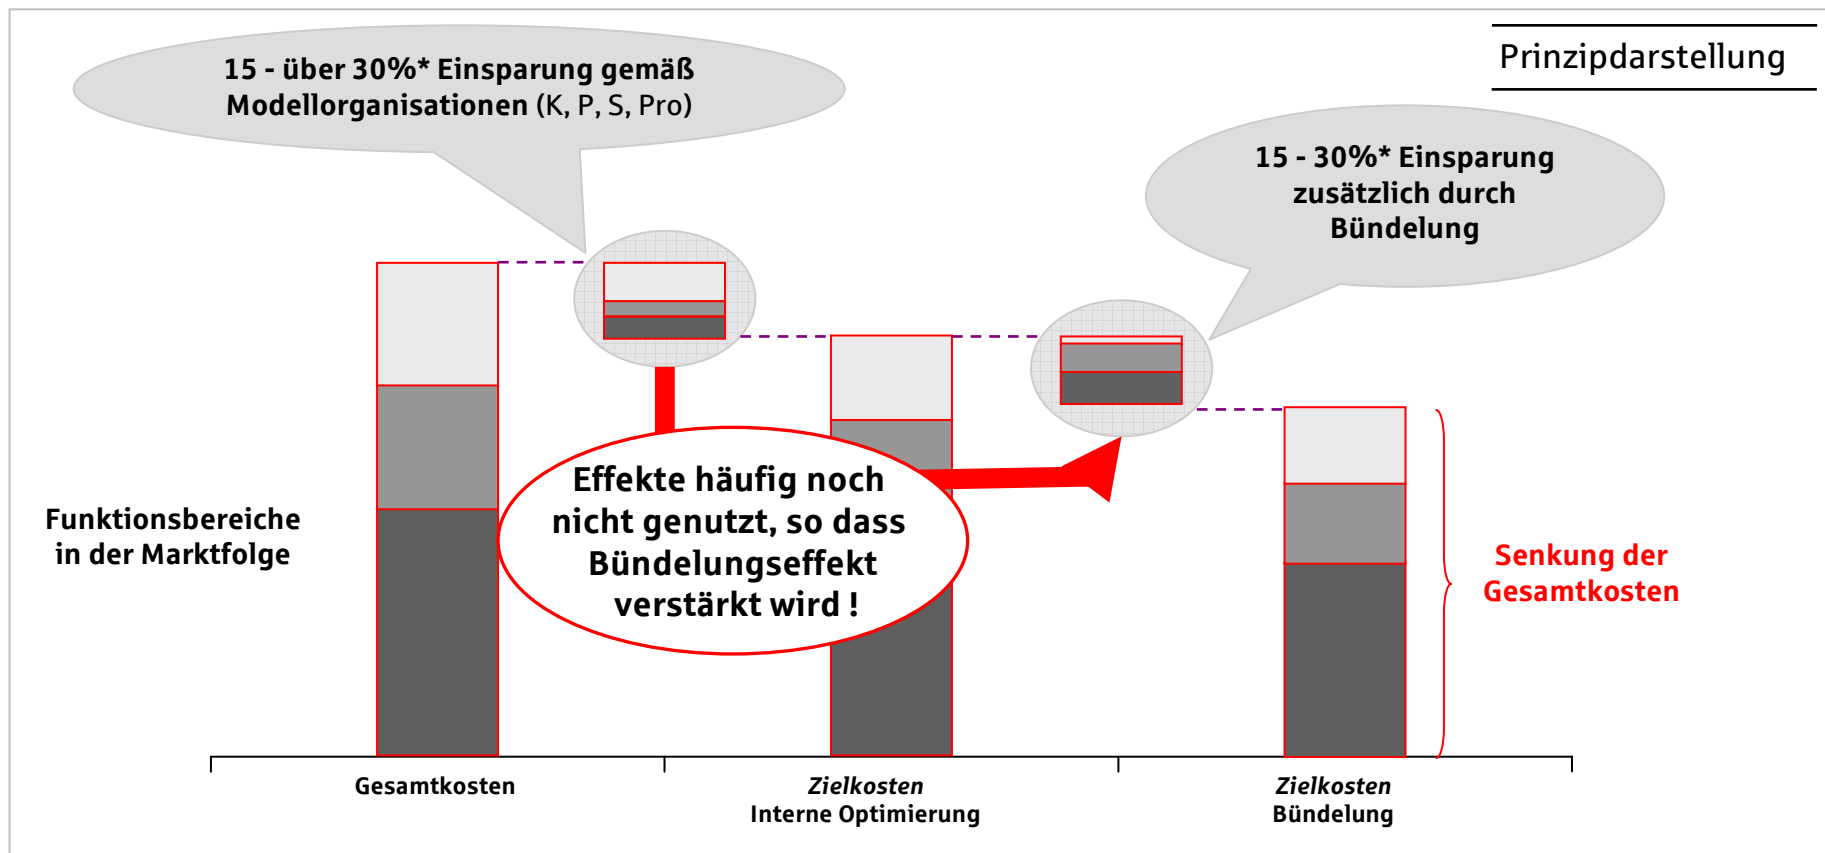 Prinzipdarstellung
15 - über 30%* Einsparung gemäß
Modellorganisationen (K, P, S, Pro)
15 - 30%* Einsparung
zusätzlich durch
Bündelung
Effekte häufig noch
nicht genutzt, so dass
Bündelungseffekt
verstärkt wird !
Funktionsbereiche
in der Marktfolge
Senkung der
Gesamtkosten
Gesamtkosten
Zielkosten
Interne Optimierung
Zielkosten
Bündelung